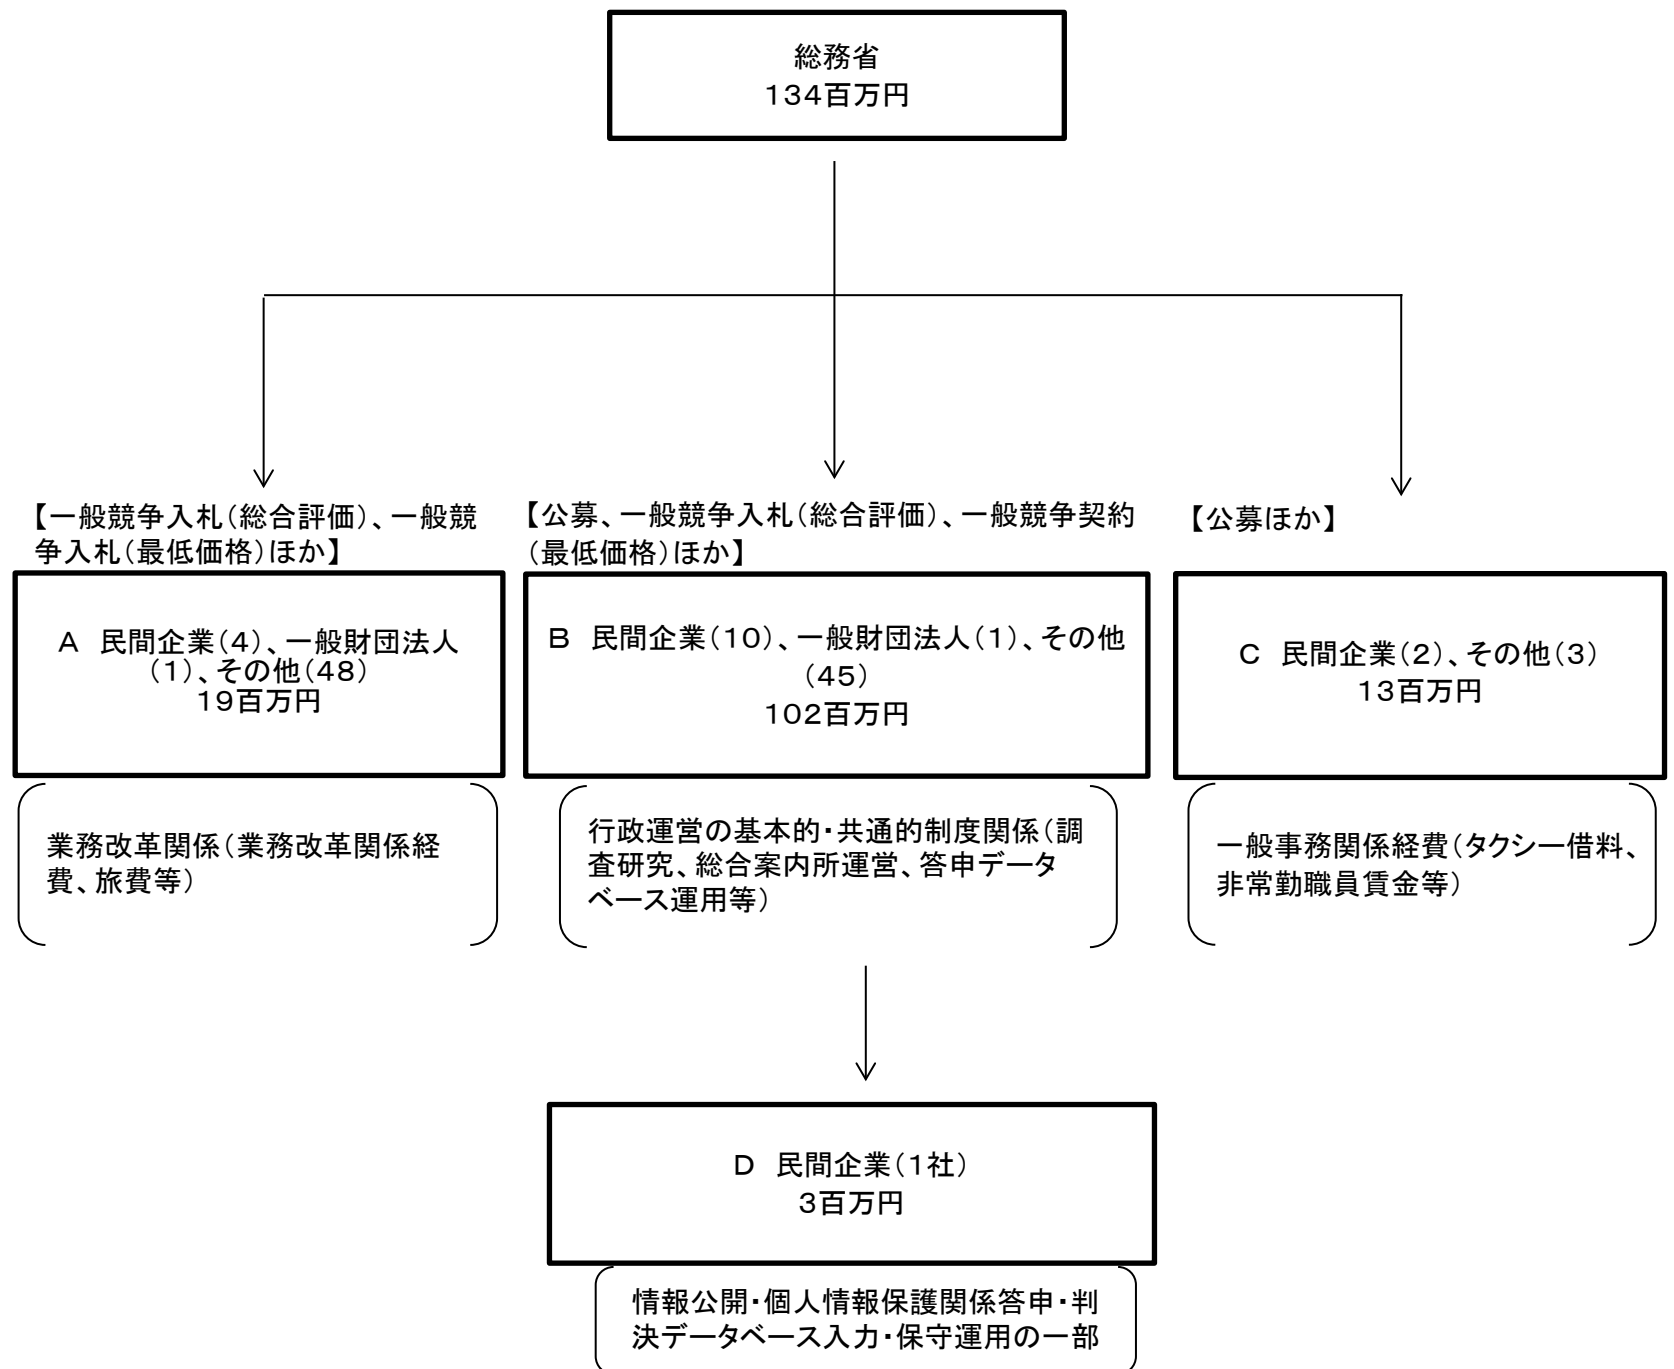 総務省
134百万円
【一般競争入札(総合評価)、一般競
争入札(最低価格)ほか】
A 民間企業(4)、一般財団法人
(1)、その他(48)
19百万円
業務改革関係(業務改革関係経
費、旅費等)
【公募、一般競争入札(総合評価)、一般競争契約
(最低価格)ほか】
B 民間企業(10)、一般財団法人(1)、その他
(45)
102百万円
行政運営の基本的・共通的制度関係(調
査研究、総合案内所運営、答申データ
ベース運用等)
【公募ほか】
C 民間企業(2)、その他(3)
13百万円
一般事務関係経費(タクシー借料、
非常勤職員賃金等)
D 民間企業(1社)
3百万円
情報公開・個人情報保護関係答申・判
決データベース入力・保守運用の一部